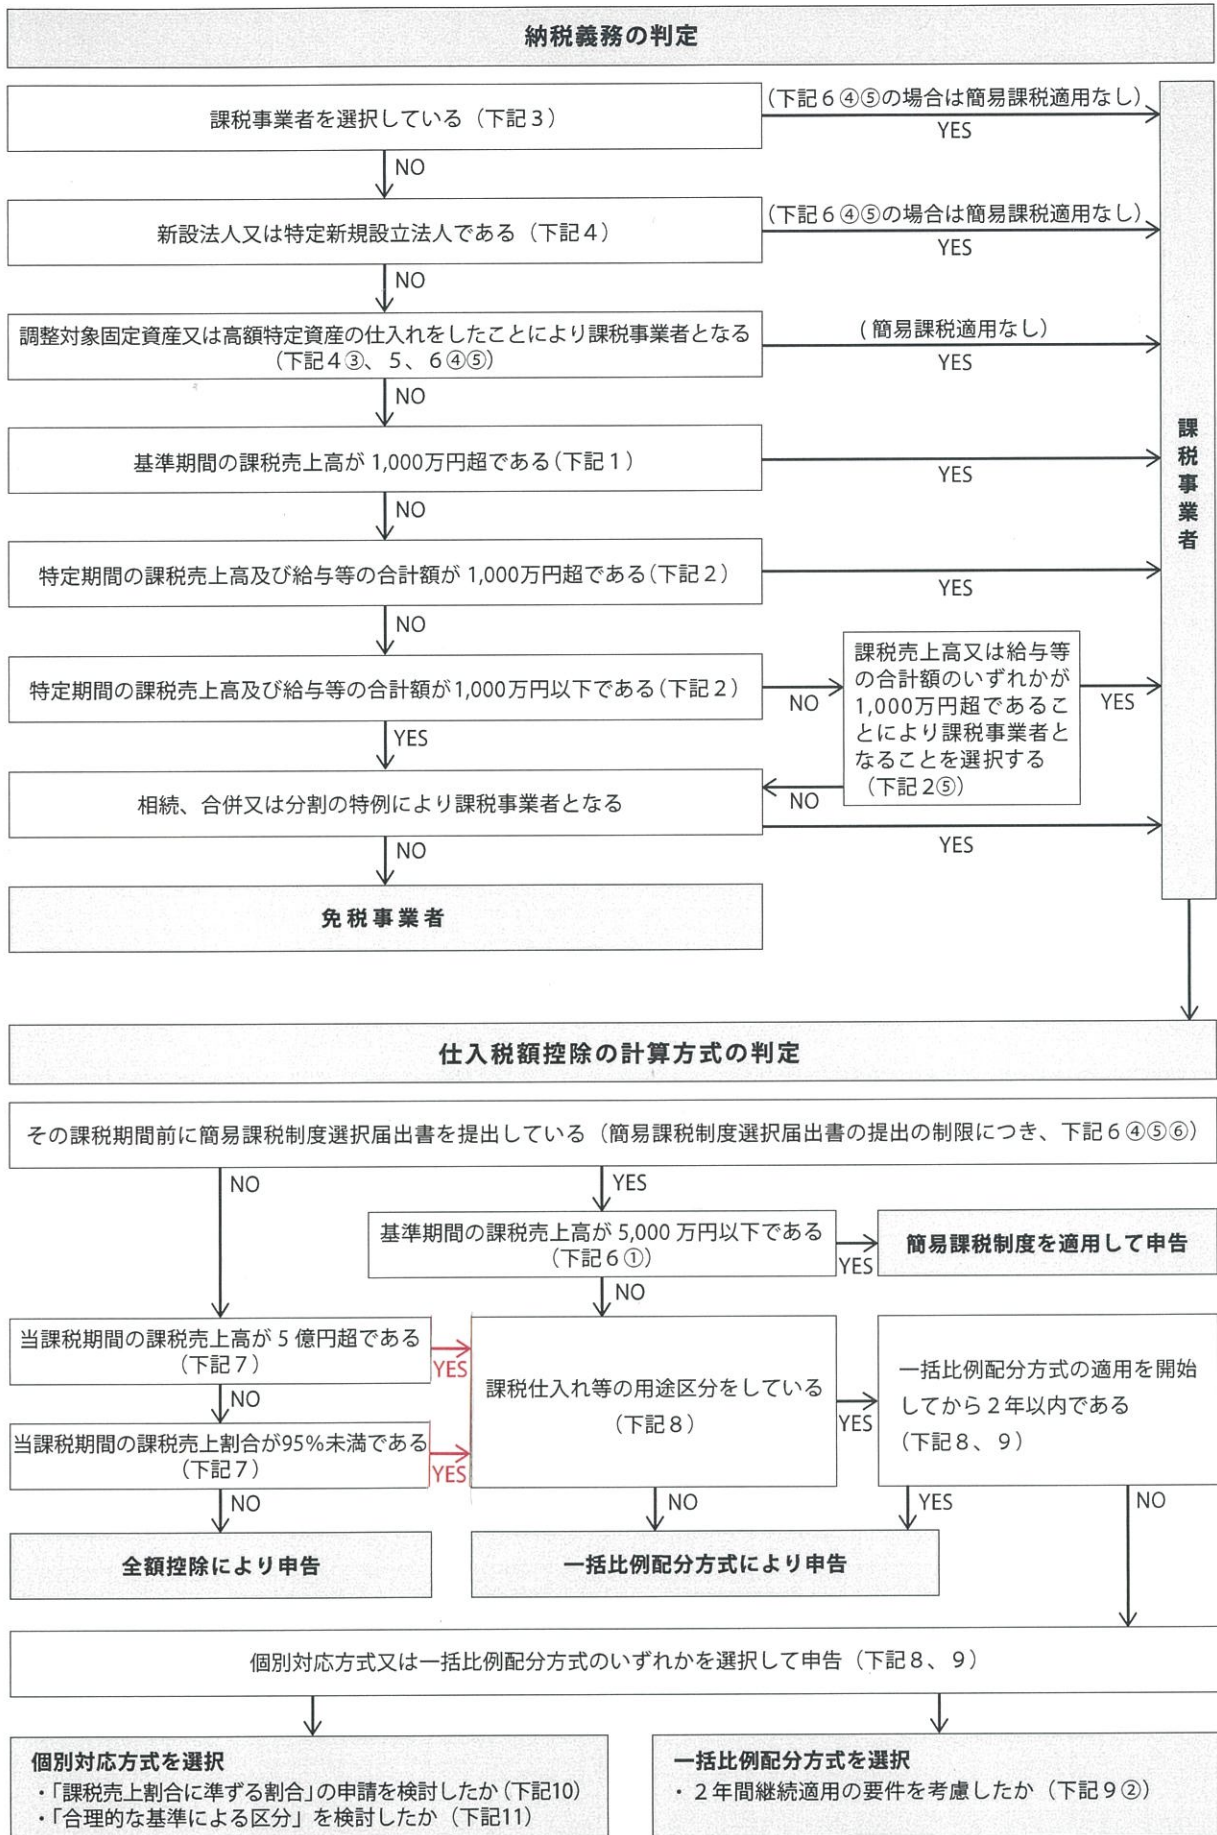 納税義務の判定
課税事業者を選択している（下記３）
（下記６④⑤の場合は簡易課税適用なし）
YES
NO
新設法人又は特定新規設立法人である（下記４）
（下記６④⑤の場合は簡易課税適用なし）
YES
NO
調整対象固定資産又は高額特定資産の仕入れをしたことにより課税事業者となる
（下記４③、５、６④⑤）
（簡易課税適用なし）
YES
NO
基準期間の課税売上高が1,000万円超である（下記１）
YES
NO
特定期間の課税売上高及び給与等の合計額が1,000万円超である（下記２）
YES
NO
特定期間の課税売上高及び給与等の合計額が1,000万円以下である（下記２）
NO
課税売上高又は給与等
の合計額のいずれかが
1,000万円超であるこ
とにより課税事業者と
なることを選択する
（下記２⑤）
YES
NO
YES
相続、合併又は分割の特例により課税事業者となる
YES
NO
免税事業者
課税事業者
仕入税額控除の計算方式の判定
その課税期間前に簡易課税制度選択届出書を提出している（簡易課税制度選択届出書の提出の制限につき、下記６④⑤⑥）
NO
YES
基準期間の課税売上高が5,000万円以下である
（下記６①）
YES
簡易課税制度を適用して申告
NO
当課税期間の課税売上高が５億円超である
（下記７）
YES
NO
当課税期間の課税売上割合が95%未満である
（下記７）
YES
NO
課税仕入れ等の用途区分をしている
（下記８）
YES
NO
一括比例配分方式の適用を開始
してから２年以内である
（下記８、９）
YES
NO
全額控除により申告
一括比例配分方式により申告
個別対応方式又は一括比例配分方式のいずれかを選択して申告（下記８、９）
個別対応方式を選択
・「課税売上割合に準ずる割合」の申請を検討したか（下記10）
・「合理的な基準による区分」を検討したか（下記11）
一括比例配分方式を選択
・２年間継続適用の要件を考慮したか（下記９②）